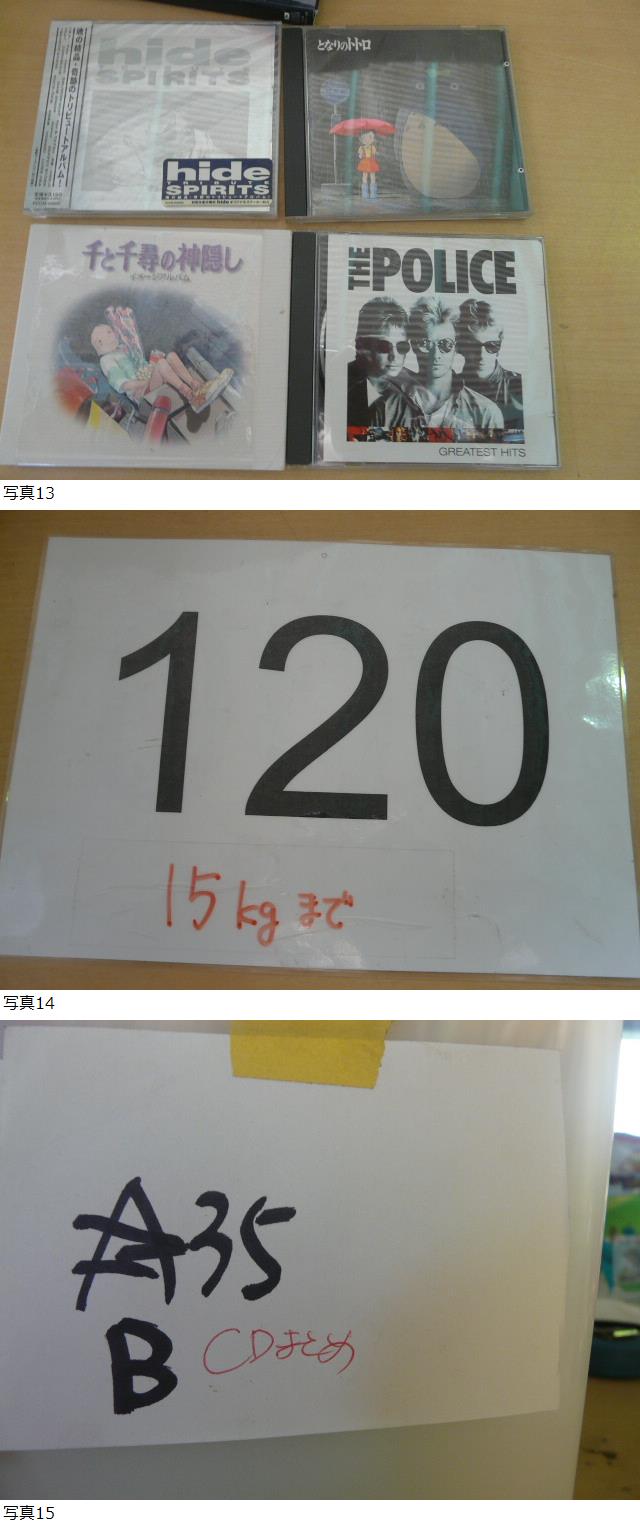 魂の結晶&奇跡のトリビュート・アルバム!
hide
SPIRITS
hide
TRIBUTE
SPIRITS
となりのトトロ
千と千尋の神隠し
イメージアルバム
THE POLICE
GREATEST HITS
写真13
120
15kgまで
写真14
A35
B CDまとめ
写真15